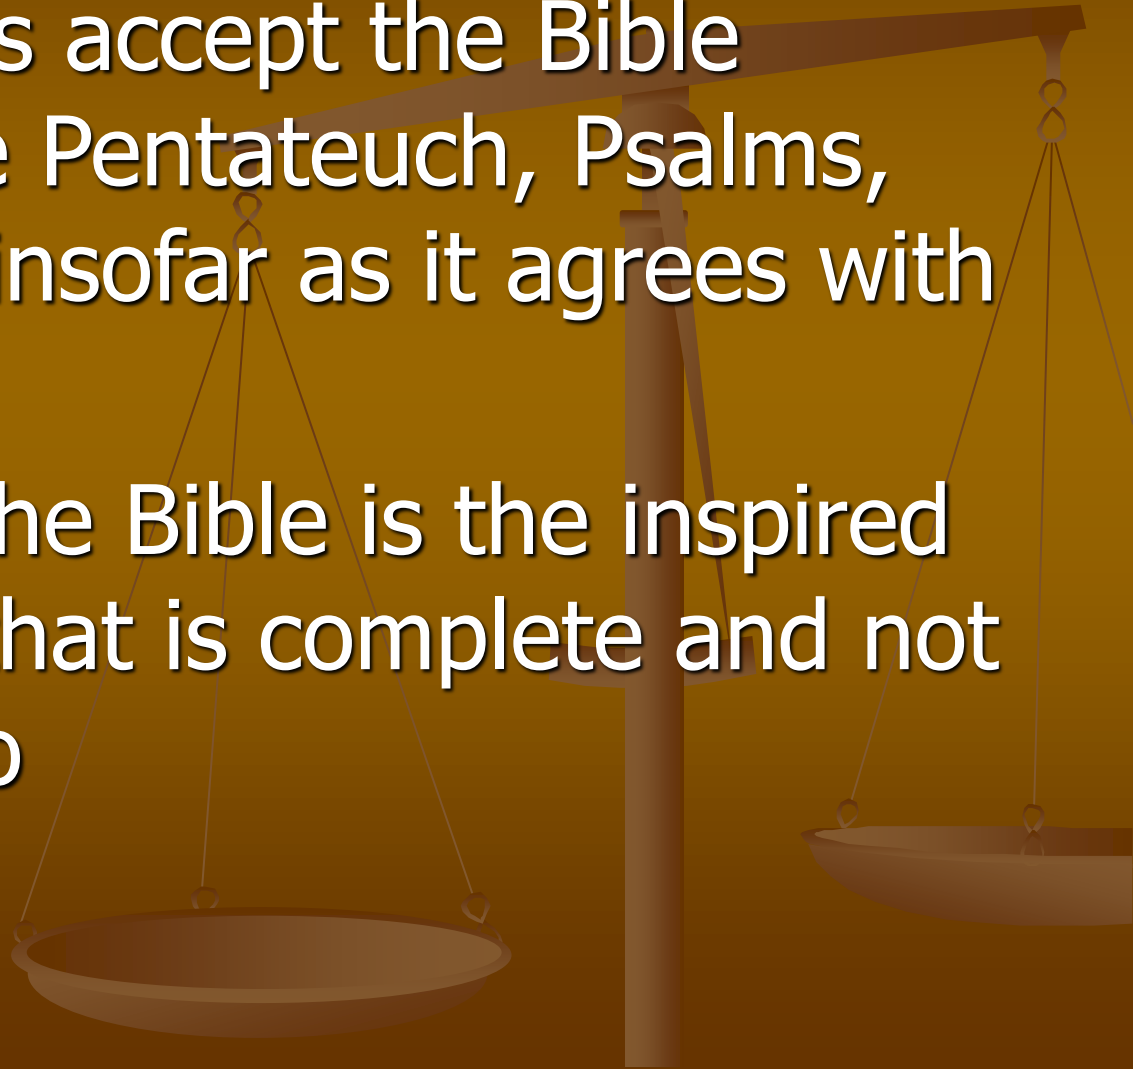 s accept the Bible
e Pentateuch, Psalms,
insofar as it agrees with
he Bible is the inspired
hat is complete and not
o